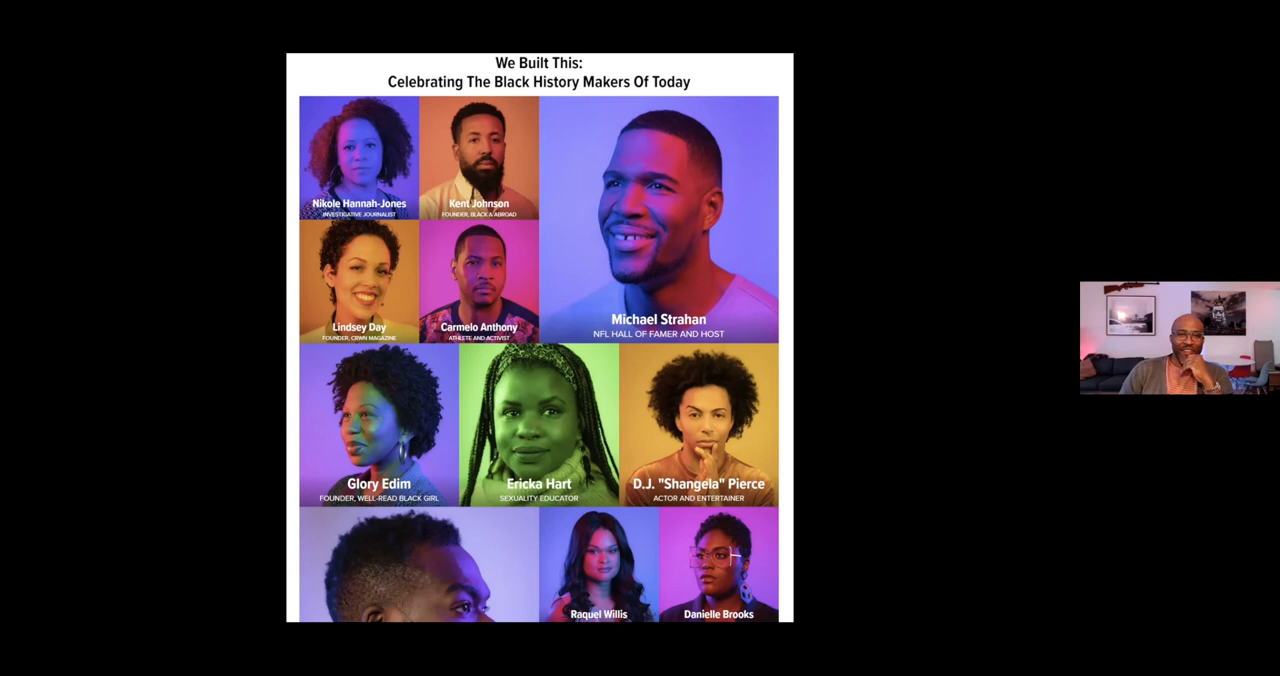 We Built This:
Celebrating The Black History Makers Of Today
Nikole Hannah-Jones
INVESTIGATIVE JOURNALIST
Kent Johnson
FOUNDER, BLACK & ABROAD
Lindsey Day
FOUNDER, CRWN MAGAZINE
Carmelo Anthony
ATHLETE AND ACTIVIST
Michael Strahan
NFL HALL OF FAMER AND HOST
Glory Edim
FOUNDER, WELL-READ BLACK GIRL
Ericka Hart
SEXUALITY EDUCATOR
D.J. "Shangela" Pierce
ACTOR AND ENTERTAINER
Raquel Willis
Danielle Brooks